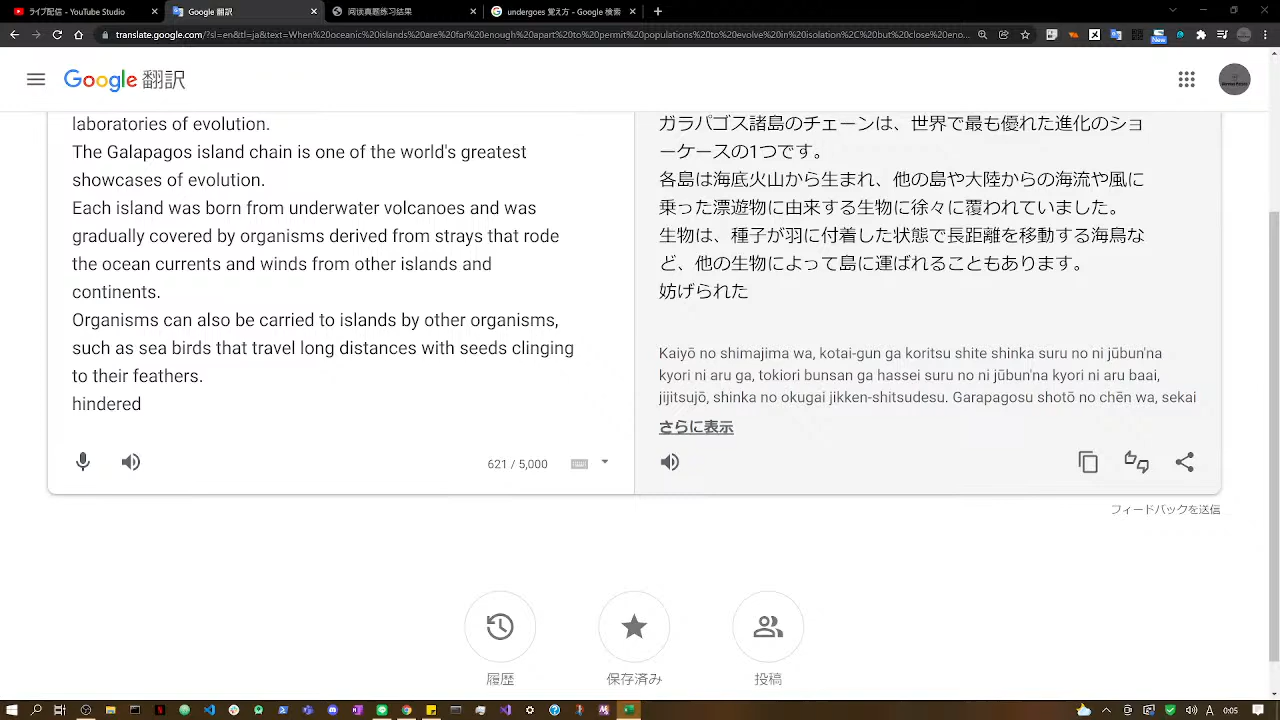 ライブ配信 - YouTube Studio
Google 翻訳
阅读真题练习结果
undergoes 覚え方 - Google 検索
translate.google.com/?sl=en&tl=ja&text=When%20oceanic%20islands%20are%20far%20enough%20apart%20to%20permit%20populations%20to%20evolve%20in%20isolation%2C%20but%20close%20eno...
New
Google 翻訳
laboratories of evolution.
The Galapagos island chain is one of the world's greatest
showcases of evolution.
Each island was born from underwater volcanoes and was
gradually covered by organisms derived from strays that rode
the ocean currents and winds from other islands and
continents.
Organisms can also be carried to islands by other organisms,
such as sea birds that travel long distances with seeds clinging
to their feathers.
hindered
621 / 5,000
ガラパゴス諸島のチェーンは、世界で最も優れた進化のショ
ーケースの1つです。
各島は海底火山から生まれ、他の島や大陸からの海流や風に
乗った漂遊物に由来する生物に徐々に覆われていました。
生物は、種子が羽に付着した状態で長距離を移動する海鳥な
ど、他の生物によって島に運ばれることもあります。
妨げられた
Kaiyō no shimajima wa, kotai-gun ga koritsu shite shinka suru no ni jūbun'na
kyori ni aru ga, tokiori bunsan ga hassei suru no ni jūbun'na kyori ni aru baai,
jijitsujō, shinka no okugai jikken-shitsudesu. Garapagosu shotō no chēn wa, sekai
さらに表示
フィードバックを送信
履歴
保存済み
投稿
A 0:05